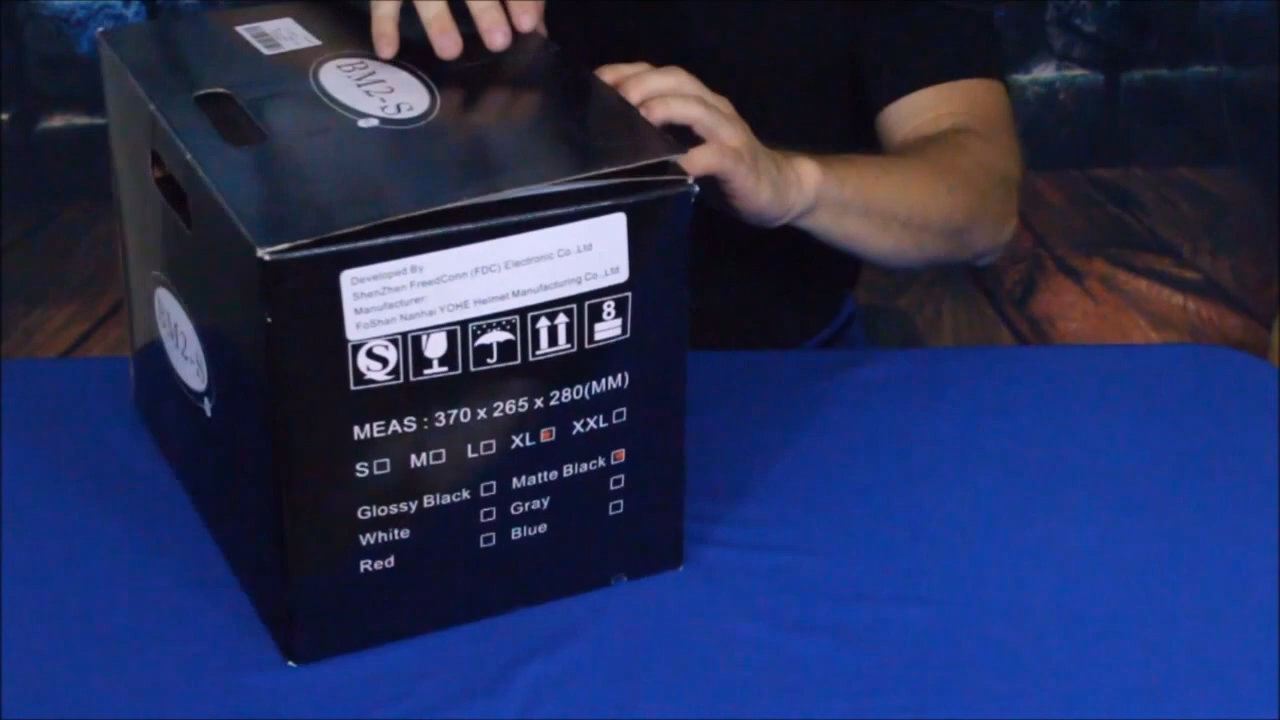 BM2-S
Developed By
ShenZhen FreedConn (FDC) Electronic Co.,Ltd
Manufacturer:
FoShan Nanhai YOHE Helmet Manufacturing Co.,Ltd
BM2-S
8
MEAS : 370 x 265 x 280(MM)
S M L XL XXL
Glossy Black Matte Black
White Gray
Red Blue